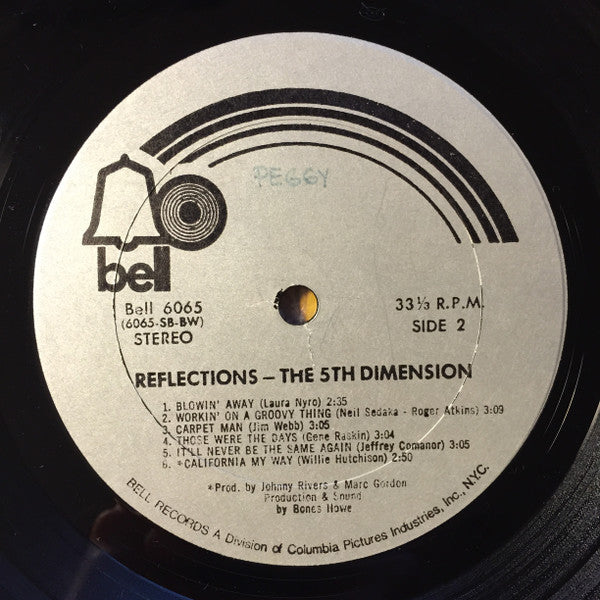 PEGGY
bell
Bell 6065
(6065-SB-BW)
STEREO
33⅓ R.P.M.
SIDE 2
REFLECTIONS – THE 5TH DIMENSION
1. BLOWIN' AWAY (Laura Nyro) 2:35
2. WORKIN' ON A GROOVY THING (Neil Sedaka - Roger Atkins) 3:09
3. CARPET MAN (Jim Webb) 3:05
4. THOSE WERE THE DAYS (Gene Raskin) 3:04
5. IT'LL NEVER BE THE SAME AGAIN (Jeffrey Comanor) 3:05
6. *CALIFORNIA MY WAY (Willie Hutchison) 2:50
*Prod. by Johnny Rivers & Marc Gordon
Production & Sound
by Bones Howe
BELL RECORDS A Division of Columbia Pictures Industries, Inc., N.Y.C.